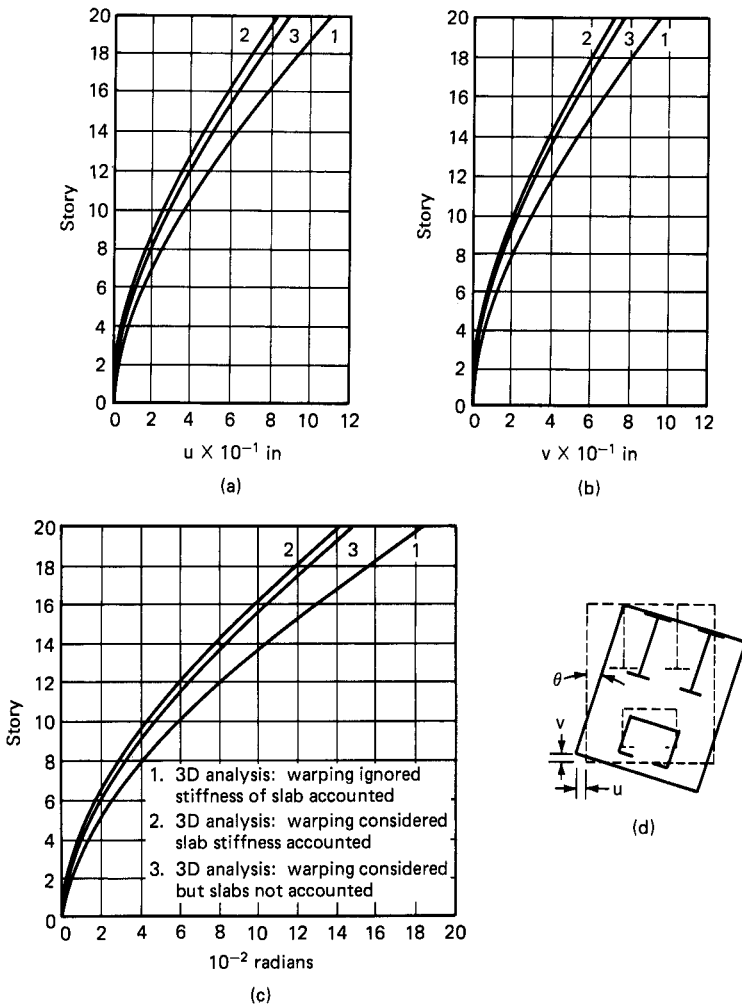 20
18
16
14
12
10
8
6
4
2
0
Story
2
3
1
0 2 4 6 8 10 12
u × 10⁻¹ in
(a)
20
18
16
14
12
10
8
6
4
2
0
Story
2
3
1
0 2 4 6 8 10 12
v × 10⁻¹ in
(b)
20
18
16
14
12
10
8
6
4
2
0
Story
2
3
1
1. 3D analysis: warping ignored
stiffness of slab accounted
2. 3D analysis: warping considered
slab stiffness accounted
3. 3D analysis: warping considered
but slabs not accounted
0 2 4 6 8 10 12 14 16 18 20
10⁻² radians
(c)
θ
v
u
(d)